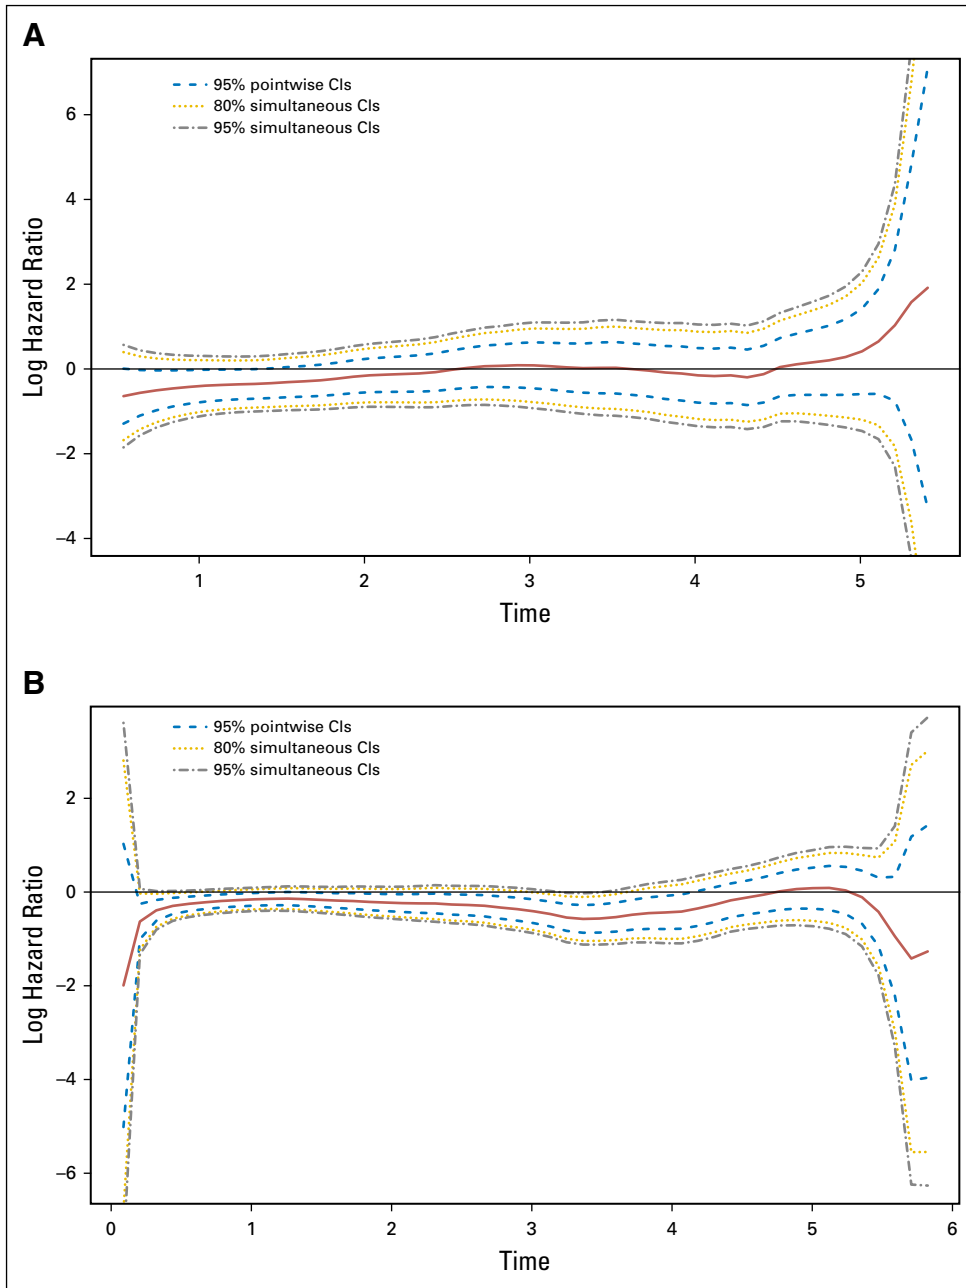 A
95% pointwise CIs
80% simultaneous CIs
95% simultaneous CIs
6
4
2
0
–2
–4
Log Hazard Ratio
1 2 3 4 5
Time
B
95% pointwise CIs
80% simultaneous CIs
95% simultaneous CIs
2
0
–2
–4
–6
Log Hazard Ratio
0 1 2 3 4 5 6
Time